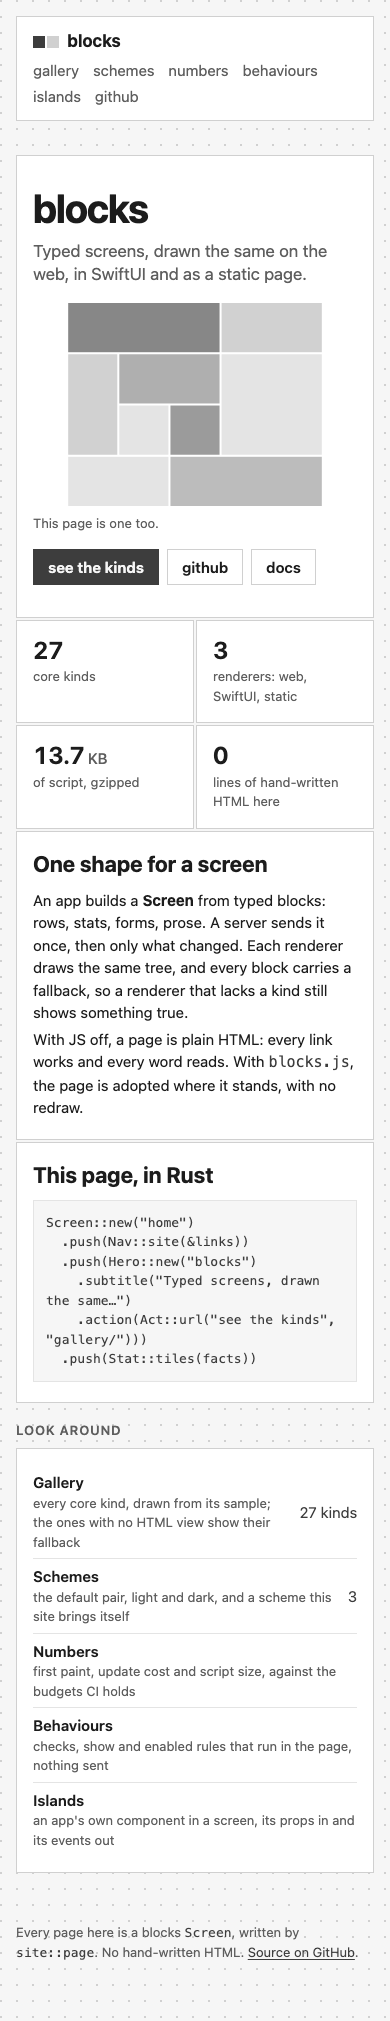 blocks
gallery schemes numbers behaviours
islands github
blocks
Typed screens, drawn the same on the
web, in SwiftUI and as a static page.
This page is one too.
see the kinds github docs
27
core kinds
3
renderers: web,
SwiftUI, static
13.7 KB
of script, gzipped
0
lines of hand-written
HTML here
One shape for a screen
An app builds a Screen from typed blocks:
rows, stats, forms, prose. A server sends it
once, then only what changed. Each renderer
draws the same tree, and every block carries a
fallback, so a renderer that lacks a kind still
shows something true.
With JS off, a page is plain HTML: every link
works and every word reads. With blocks.js,
the page is adopted where it stands, with no
redraw.
This page, in Rust
Screen::new("home")
  .push(Nav::site(&links))
  .push(Hero::new("blocks")
    .subtitle("Typed screens, drawn
the same…")
    .action(Act::url("see the kinds",
"gallery/")))
  .push(Stat::tiles(facts))
LOOK AROUND
Gallery
every core kind, drawn from its sample;
the ones with no HTML view show their
fallback
27 kinds
Schemes
the default pair, light and dark, and a scheme this
site brings itself
3
Numbers
first paint, update cost and script size, against the
budgets CI holds
Behaviours
checks, show and enabled rules that run in the page,
nothing sent
Islands
an app's own component in a screen, its props in and
its events out
Every page here is a blocks Screen, written by
site::page. No hand-written HTML. Source on GitHub.